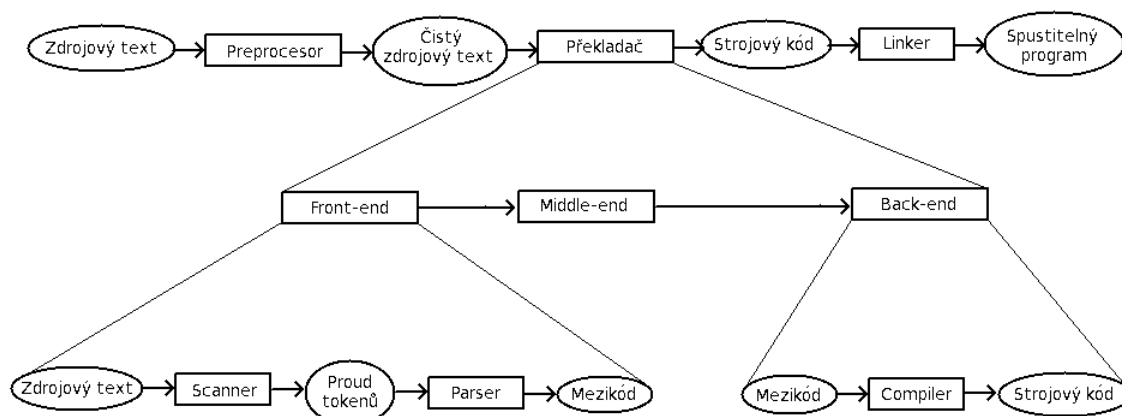 Zdrojový text
Preprocesor
Čistý
zdrojový text
Překladač
Strojový kód
Linker
Spustitelný
program
Front-end
Middle-end
Back-end
Zdrojový text
Scanner
Proud
tokenů
Parser
Mezikód
Mezikód
Compiler
Strojový kód